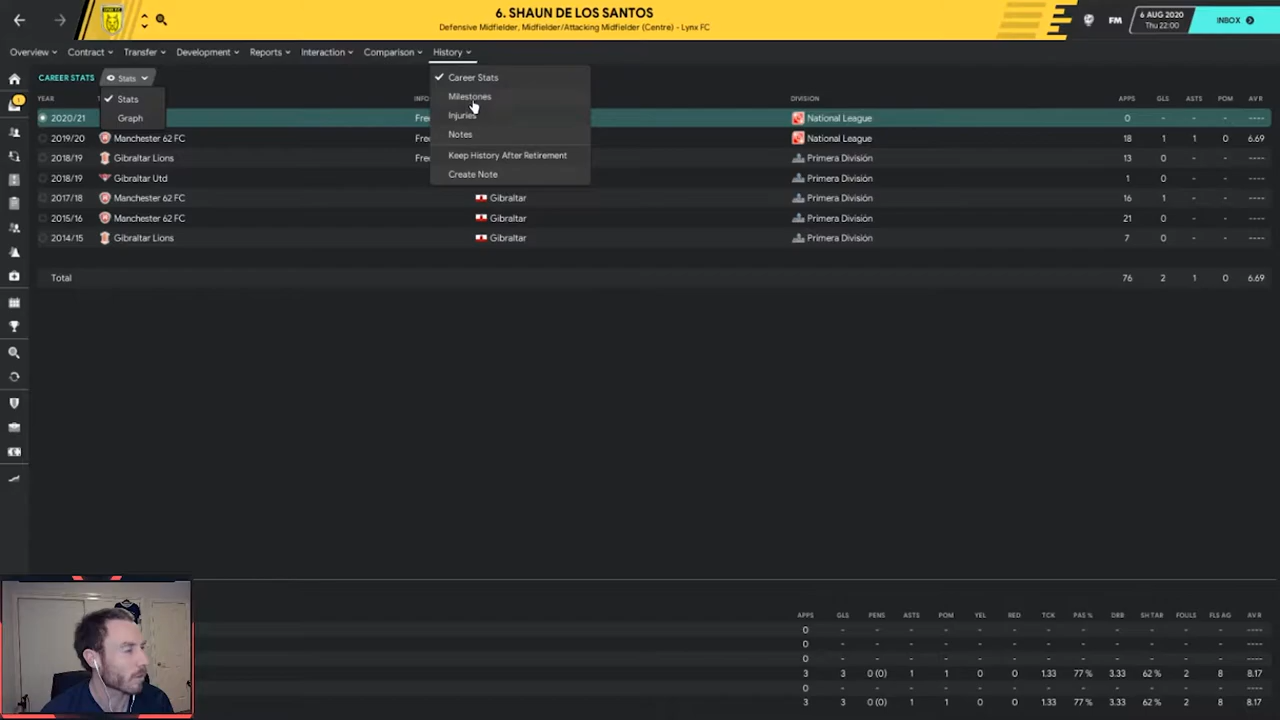 6. SHAUN DE LOS SANTOS
Defensive Midfielder, Midfielder/Attacking Midfielder (Centre) - Lynx FC
FM
6 AUG 2020
Thu 22:00
INBOX
Overview Contract Transfer Development Reports Interaction Comparison History
CAREER STATS Stats
Stats
Graph
Career Stats
Milestones
Injuries
Notes
Keep History After Retirement
Create Note
YEAR INFO DIVISION APPS GLS ASTS POM AVR
2020/21 National League 0 - - - ----
2019/20 Manchester 62 FC National League 18 1 1 0 6.69
2018/19 Gibraltar Lions Primera División 13 0 ----
2018/19 Gibraltar Utd Primera División 1 0 ----
2017/18 Manchester 62 FC Gibraltar Primera División 16 1 ----
2015/16 Manchester 62 FC Gibraltar Primera División 21 0 ----
2014/15 Gibraltar Lions Gibraltar Primera División 7 0 ----
Total 76 2 1 0 6.69
APPS GLS PENS ASTS POM YEL RED TCK PAS % DRB SH TAR FOULS FLS AG AVR
0 - - - - - - - - - - - - ----
0 - - - - - - - - - - - - ----
0 - - - - - - - - - - - - ----
3 3 0 (0) 1 1 0 0 1.33 77 % 3.33 62 % 2 8 8.17
0 - - - - - - - - - - - - ----
3 3 0 (0) 1 1 0 0 1.33 77 % 3.33 62 % 2 8 8.17